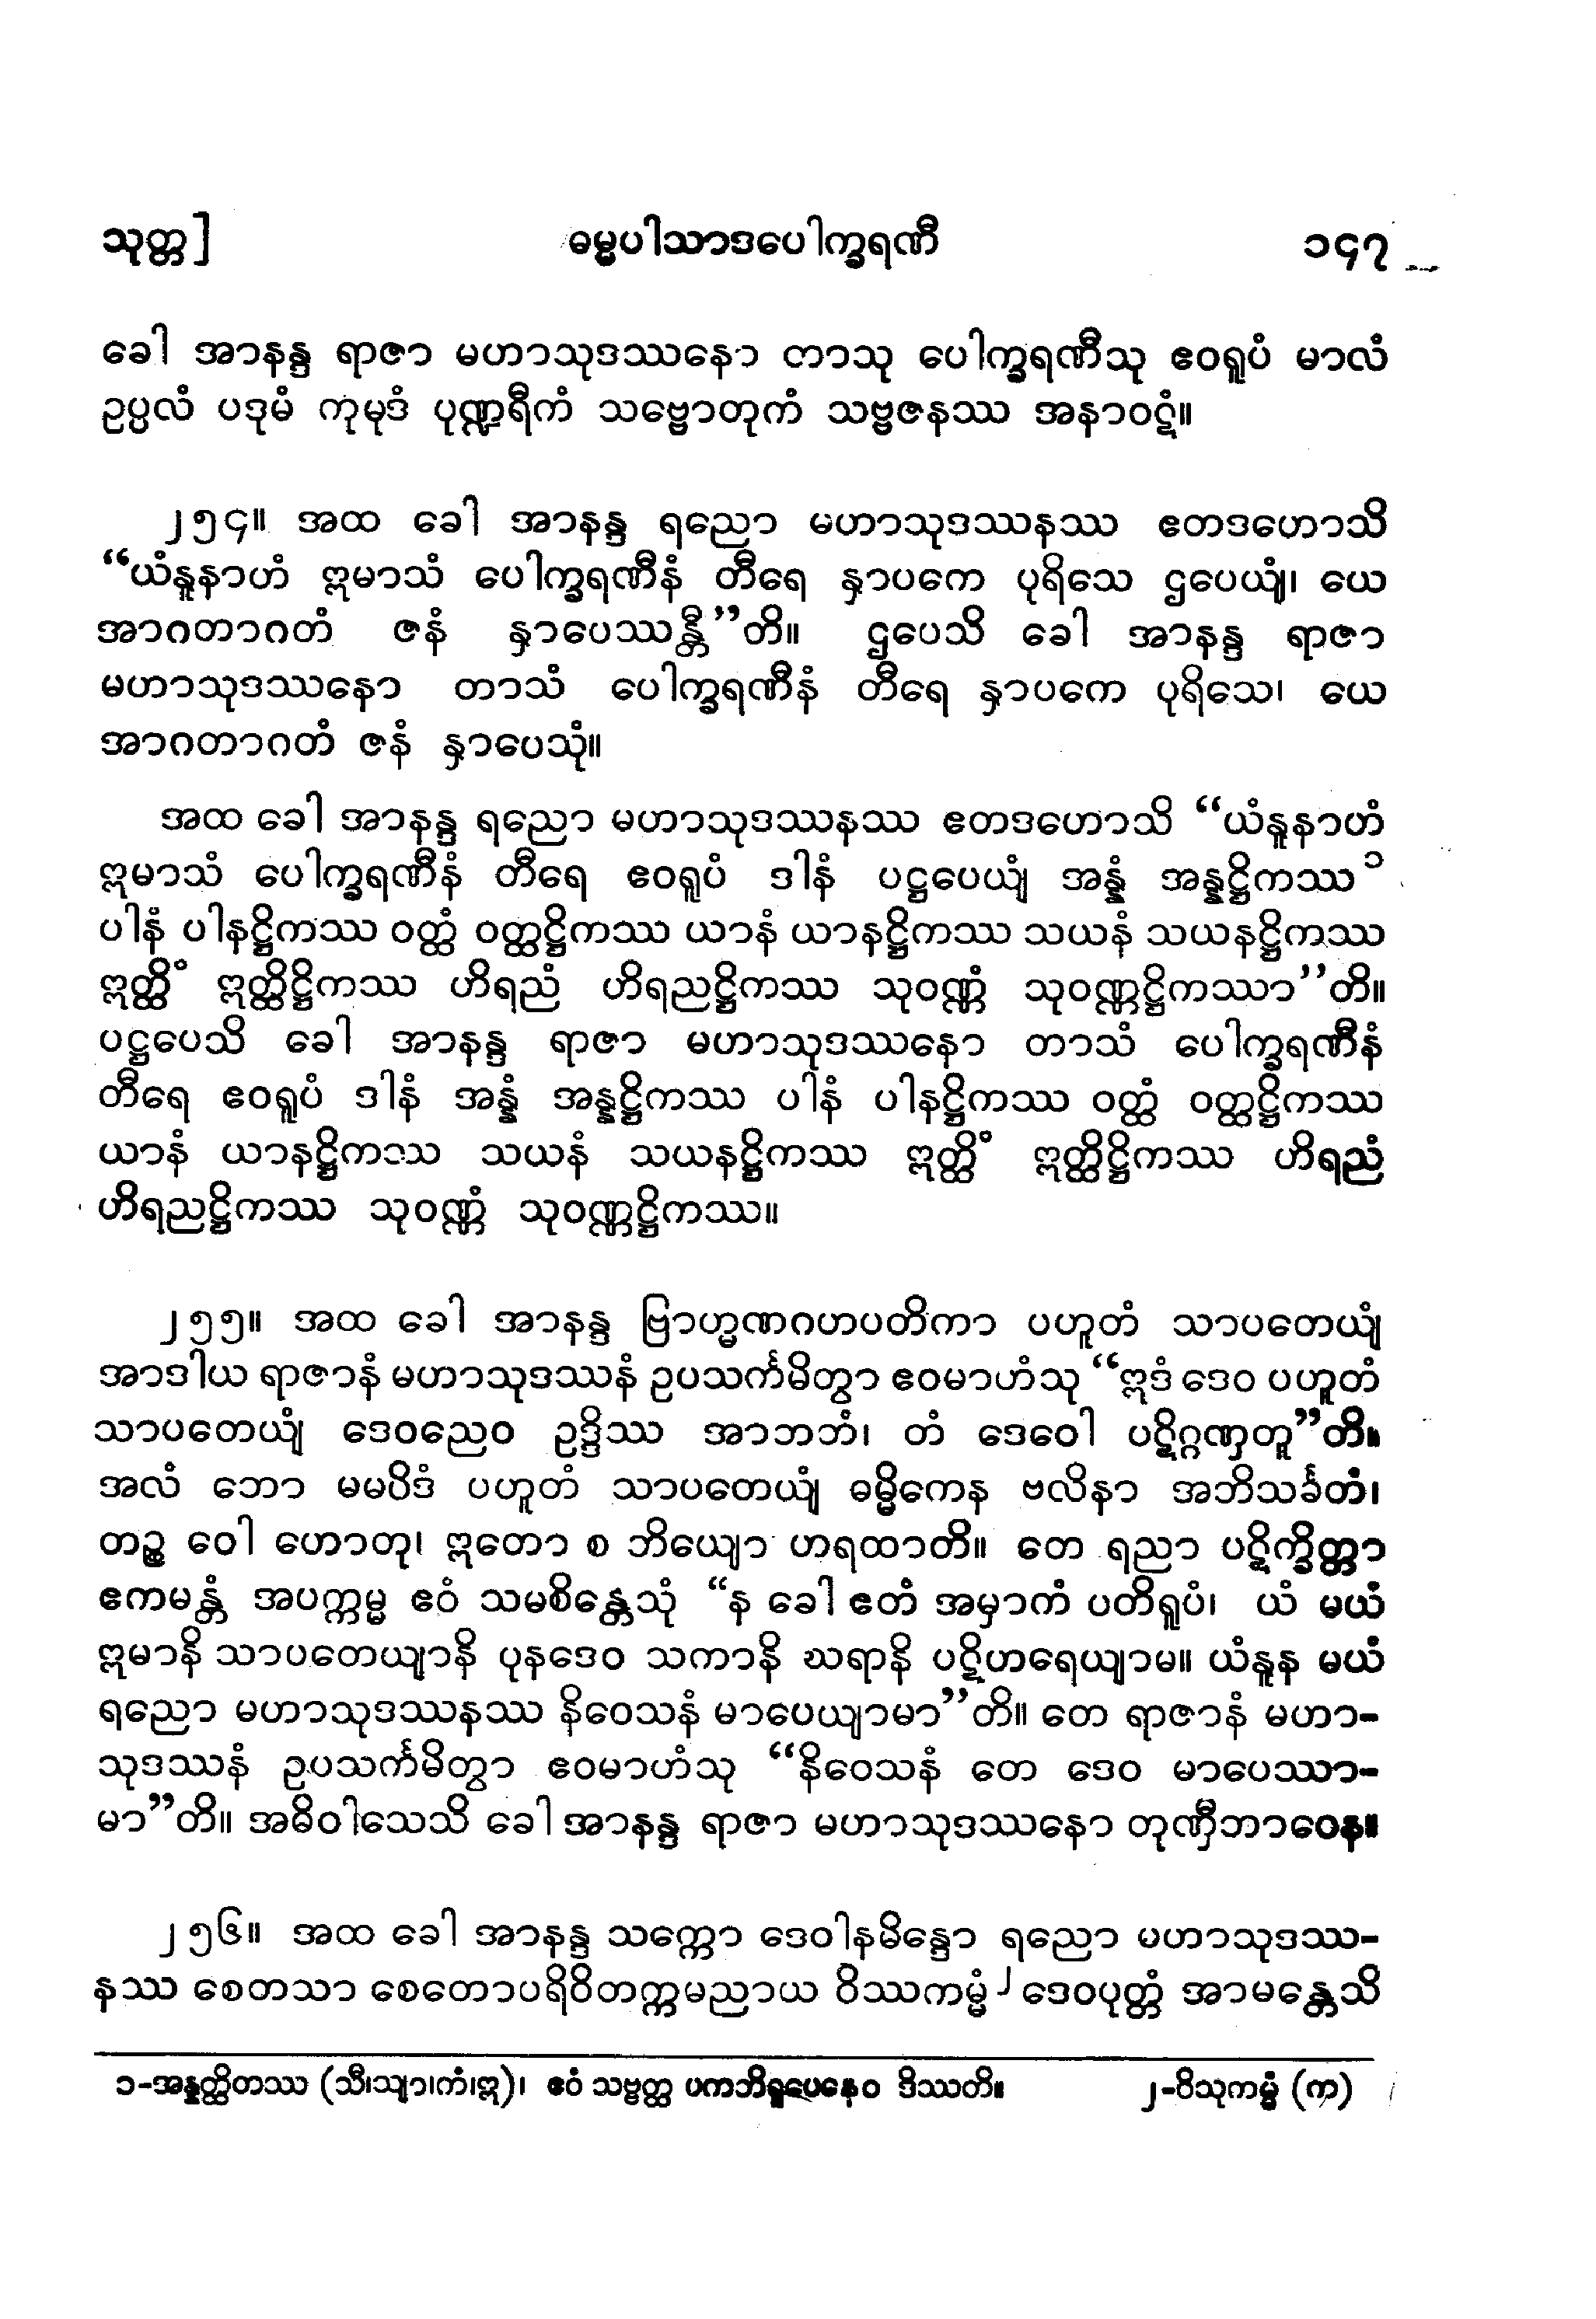 သုတ္တ]
ဓမ္မပါသာဒပေါက္ခရဏီ
၁၄၇
ခေါ အာနန္ဒ ရာဇာ မဟာသုဒဿနော တာသု ပေါက္ခရဏီသု ဧဝရူပံ မာလံ
ဥပ္ပလံ ပဒုမံ ကုမုဒံ ပုဏ္ဍရီကံ သဗ္ဗောတုကံ သဗ္ဗဇနဿ အနာဝဋံ။
၂၅၄။ အထ ခေါ အာနန္ဒ ရညော မဟာသုဒဿနဿ ဧတဒဟောသိ
“ယံနူနာဟံ ဣမာသံ ပေါက္ခရဏီနံ တီရေ နှာပကေ ပုရိသေ ဌပေယျံ၊ ယေ
အာဂတာဂတံ ဇနံ နှာပေဿန္တီ”တိ။ ဌပေသိ ခေါ အာနန္ဒ ရာဇာ
မဟာသုဒဿနော တာသံ ပေါက္ခရဏီနံ တီရေ နှာပကေ ပုရိသေ၊ ယေ
အာဂတာဂတံ ဇနံ နှာပေသုံ။
အထ ခေါ အာနန္ဒ ရညော မဟာသုဒဿနဿ ဧတဒဟောသိ “ယံနူနာဟံ
ဣမာသံ ပေါက္ခရဏီနံ တီရေ ဧဝရူပံ ဒါနံ ပဋ္ဌပေယျံ အန္နံ အန္နဋ္ဌိကဿ ၁
ပါနံ ပါနဋ္ဌိကဿ ဝတ္ထံ ဝတ္ထဋ္ဌိကဿ ယာနံ ယာနဋ္ဌိကဿ သယနံ သယနဋ္ဌိကဿ
ဣတ္ထိံ ဣတ္ထိဋ္ဌိကဿ ဟိရညံ ဟိရညဋ္ဌိကဿ သုဝဏ္ဏံ သုဝဏ္ဏဋ္ဌိကဿာ”တိ။
ပဋ္ဌပေသိ ခေါ အာနန္ဒ ရာဇာ မဟာသုဒဿနော တာသံ ပေါက္ခရဏီနံ
တီရေ ဧဝရူပံ ဒါနံ အန္နံ အန္နဋ္ဌိကဿ ပါနံ ပါနဋ္ဌိကဿ ဝတ္ထံ ဝတ္ထဋ္ဌိကဿ
ယာနံ ယာနဋ္ဌိကဿ သယနံ သယနဋ္ဌိကဿ ဣတ္ထိံ ဣတ္ထိဋ္ဌိကဿ ဟိရညံ
ဟိရညဋ္ဌိကဿ သုဝဏ္ဏံ သုဝဏ္ဏဋ္ဌိကဿ။
၂၅၅။ အထ ခေါ အာနန္ဒ ဗြာဟ္မဏဂဟပတိကာ ပဟူတံ သာပတေယျံ
အာဒါယ ရာဇာနံ မဟာသုဒဿနံ ဥပသင်္ကမိတွာ ဧဝမာဟံသု “ဣဒံ ဒေဝ ပဟူတံ
သာပတေယျံ ဒေဝညေဝ ဥဒ္ဒိဿ အာဘဘံ၊ တံ ဒေဝေါ ပဋိဂ္ဂဏှတူ”တိ။
အလံ ဘော မမပိဒံ ပဟူတံ သာပတေယျံ ဓမ္မိကေန ဗလိနာ အဘိသင်္ခတံ၊
တဉ္စ ဝေါ ဟောတု၊ ဣတော စ ဘိယျော ဟရထာတိ။ တေ ရညာ ပဋိက္ခိတ္တာ
ဧကမန္တံ အပက္ကမ္မ ဧဝံ သမစိန္တေသုံ “န ခေါ ဧတံ အမှာကံ ပတိရူပံ၊ ယံ မယံ
ဣမာနိ သာပတေယျာနိ ပုနဒေဝ သကာနိ ဃရာနိ ပဋိဟရေယျာမ။ ယံနူန မယံ
ရညော မဟာသုဒဿနဿ နိဝေသနံ မာပေယျာမာ”တိ။ တေ ရာဇာနံ မဟာ-
သုဒဿနံ ဥပသင်္ကမိတွာ ဧဝမာဟံသု “နိဝေသနံ တေ ဒေဝ မာပေဿာ-
မာ”တိ။ အဓိဝါသေသိ ခေါ အာနန္ဒ ရာဇာ မဟာသုဒဿနော တုဏှီဘာဝေန။
၂၅၆။ အထ ခေါ အာနန္ဒ သက္ကော ဒေဝါနမိန္ဒော ရညော မဟာသုဒဿ-
နဿ စေတသာ စေတောပရိဝိတက္ကမညာယ ဝိဿကမ္မံ ၂ ဒေဝပုတ္တံ အာမန္တေသိ
၁-အန္နတ္ထိတဿ (သီ၊သျာ၊ကံ၊ဣ)၊ ဧဝံ သဗ္ဗတ္ထ ပကဘိရူပေနေဝ ဒိဿတိ။
၂-ဝိသုကမ္မံ (က)